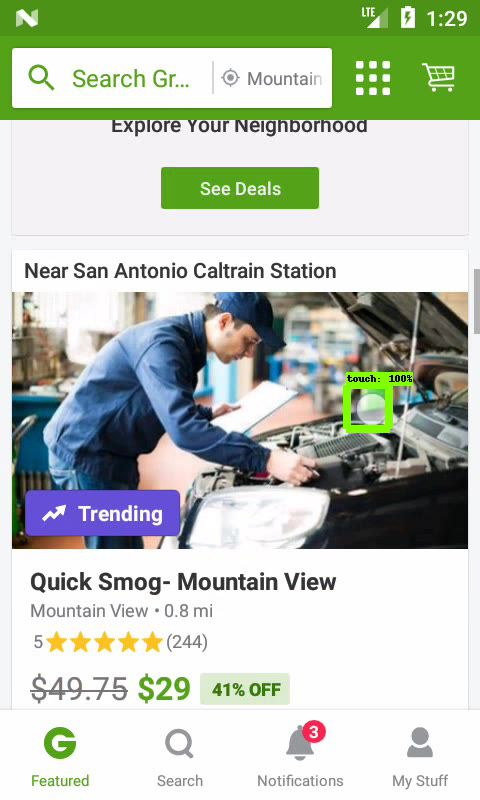 LTE 1:29
Search Gr... Mountain
Explore Your Neighborhood
See Deals
Near San Antonio Caltrain Station
touch: 100%
Trending
Quick Smog- Mountain View
Mountain View • 0.8 mi
5 (244)
$49.75 $29 41% OFF
3
Featured Search Notifications My Stuff